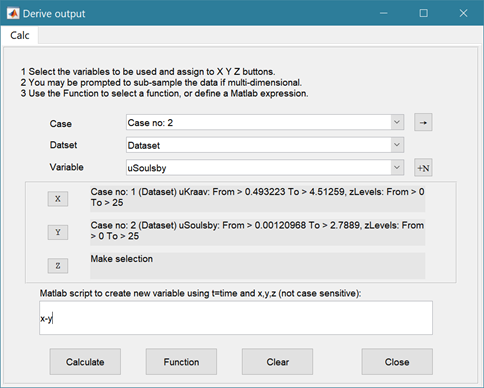 Derive output
Calc
1 Select the variables to be used and assign to X Y Z buttons.
2 You may be prompted to sub-sample the data if multi-dimensional.
3 Use the Function to select a function, or define a Matlab expression.
Case
Case no: 2
→
Datset
Dataset
Variable
uSoulsby
+N
X
Case no: 1 (Dataset) uKraav: From > 0.493223 To > 4.51259, zLevels: From > 0
To > 25
Y
Case no: 2 (Dataset) uSoulsby: From > 0.00120968 To > 2.7889, zLevels: From
> 0 To > 25
Z
Make selection
Matlab script to create new variable using t=time and x,y,z (not case sensitive):
x-y
Calculate
Function
Clear
Close